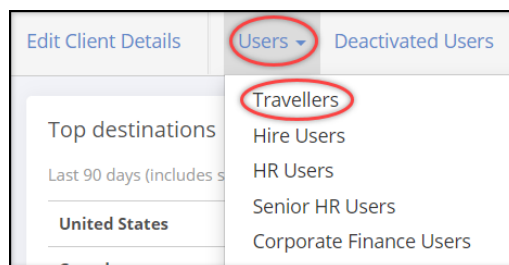 Edit Client Details Users Deactivated Users
Travellers
Hire Users
HR Users
Senior HR Users
Corporate Finance Users
Top destinations
Last 90 days (includes
United States